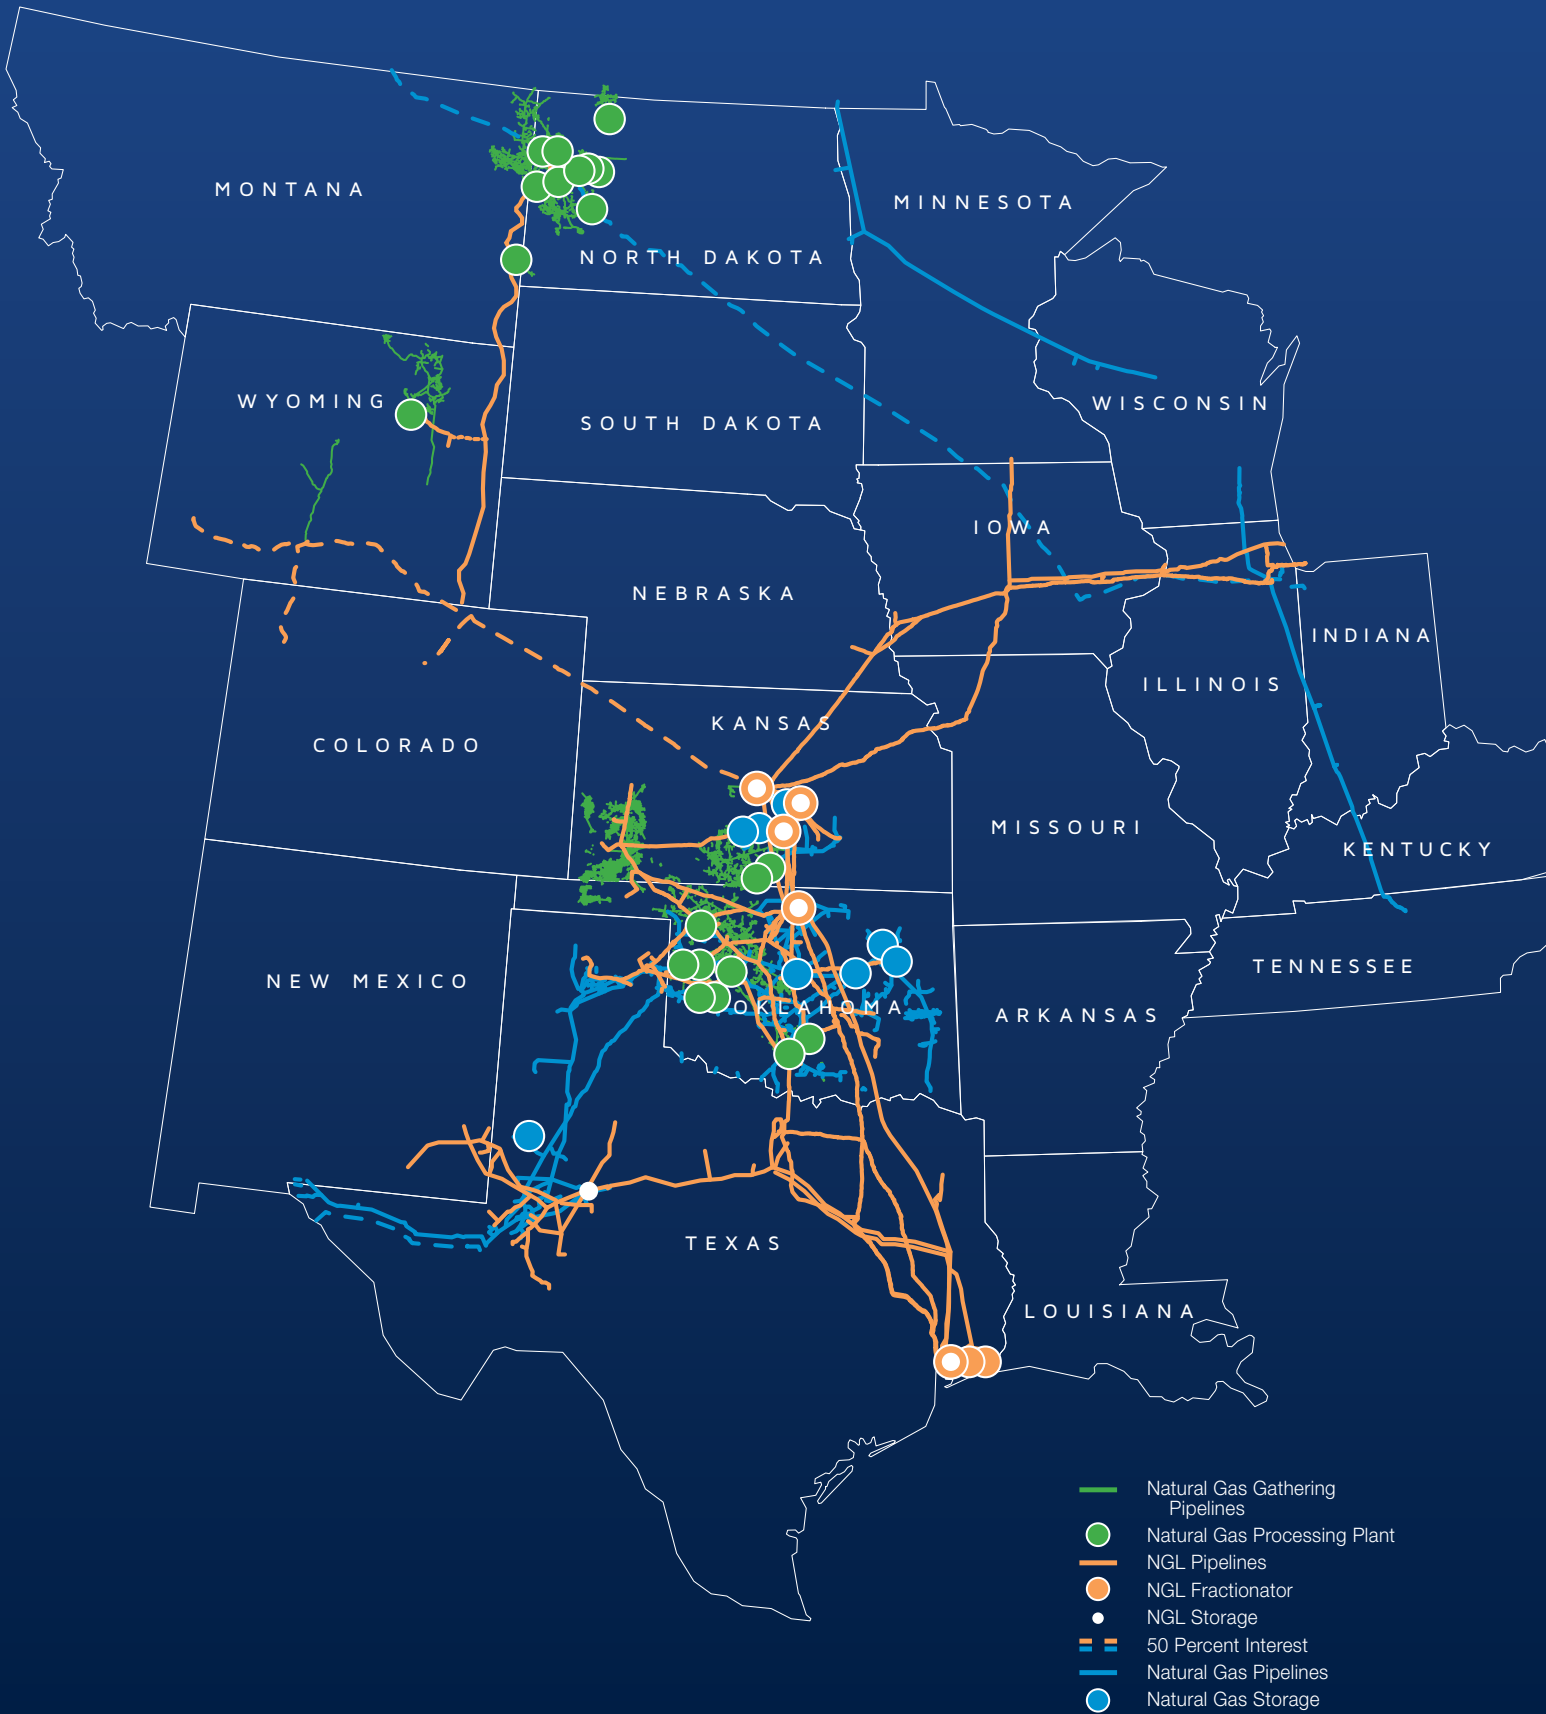 MONTANA
MINNESOTA
NORTH DAKOTA
WYOMING
WISCONSIN
SOUTH DAKOTA
IOWA
NEBRASKA
INDIANA
ILLINOIS
KANSAS
COLORADO
MISSOURI
KENTUCKY
TENNESSEE
NEW MEXICO
OKLAHOMA
ARKANSAS
TEXAS
LOUISIANA
Natural Gas Gathering
Pipelines
Natural Gas Processing Plant
NGL Pipelines
NGL Fractionator
NGL Storage
50 Percent Interest
Natural Gas Pipelines
Natural Gas Storage